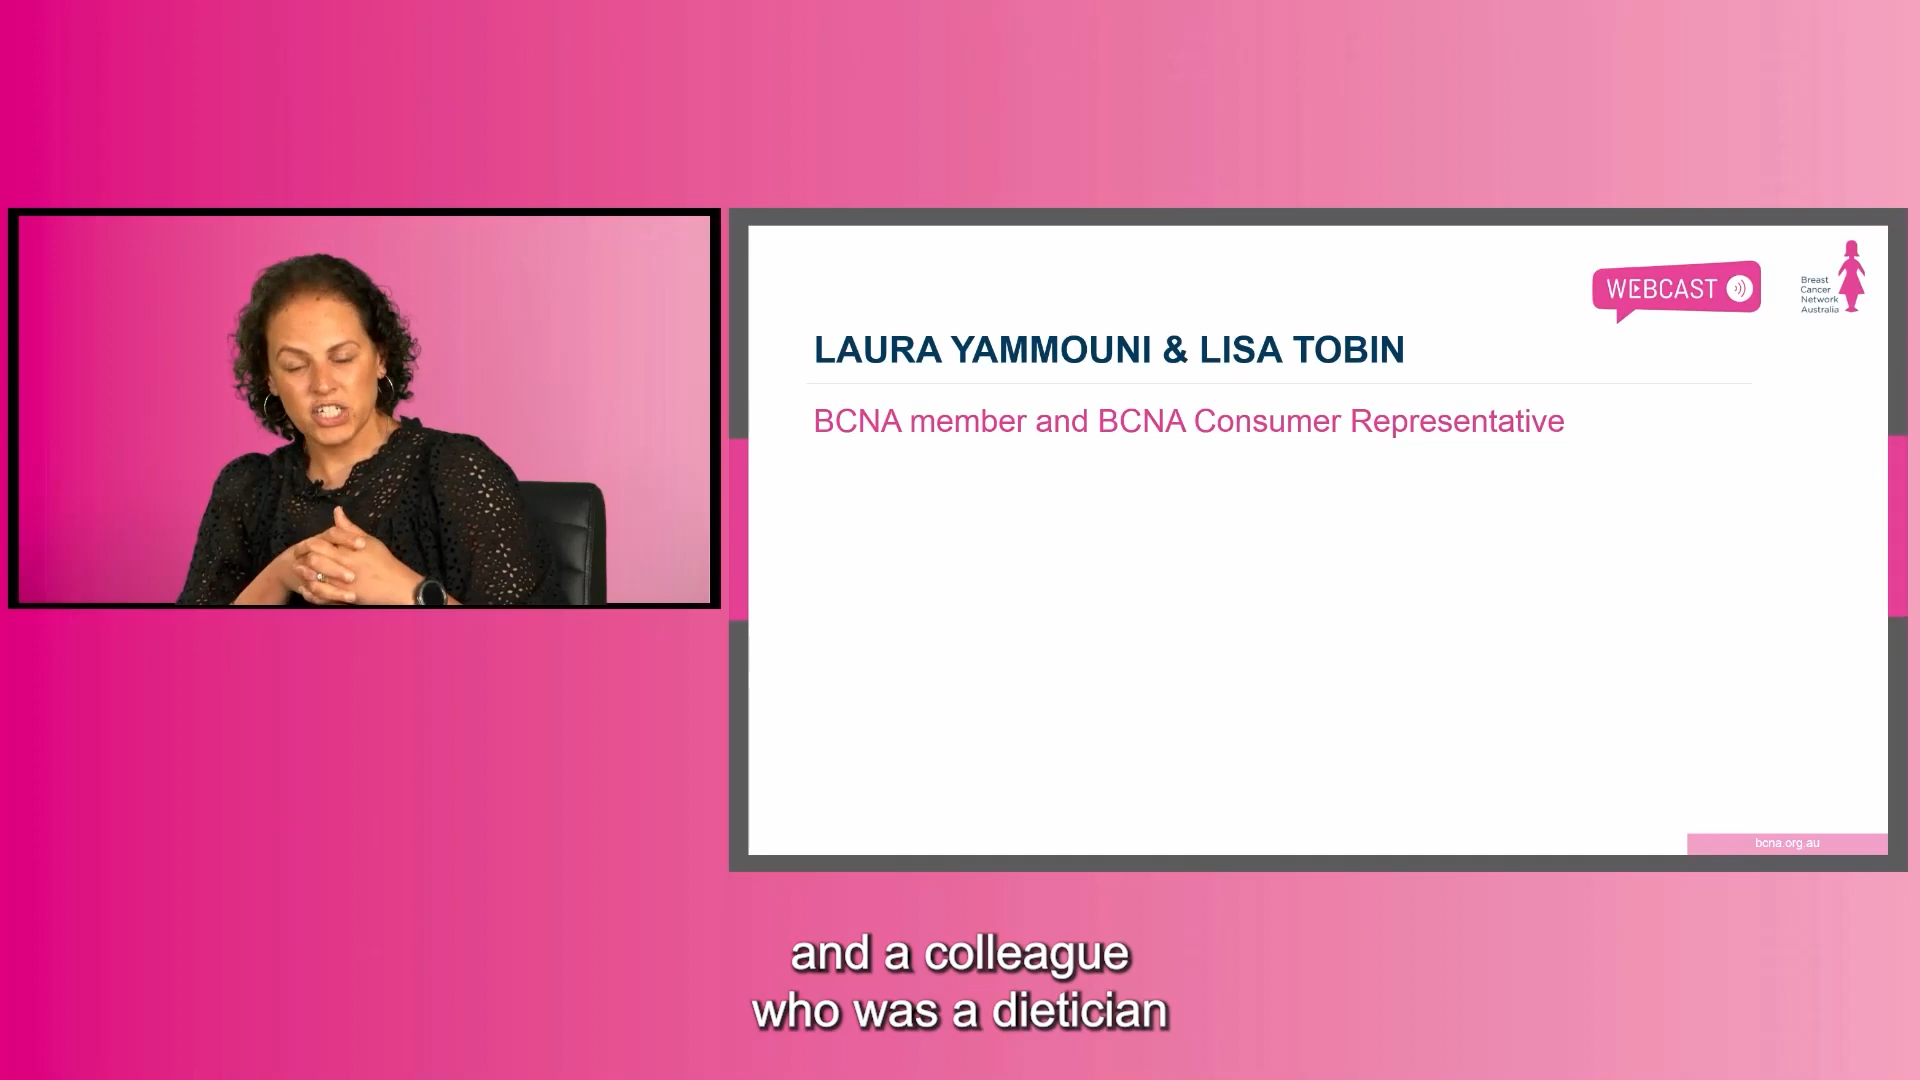 WEBCAST
Breast
Cancer
Network
Australia
LAURA YAMMOUNI & LISA TOBIN
BCNA member and BCNA Consumer Representative
bcna.org.au
and a colleague
who was a dietician